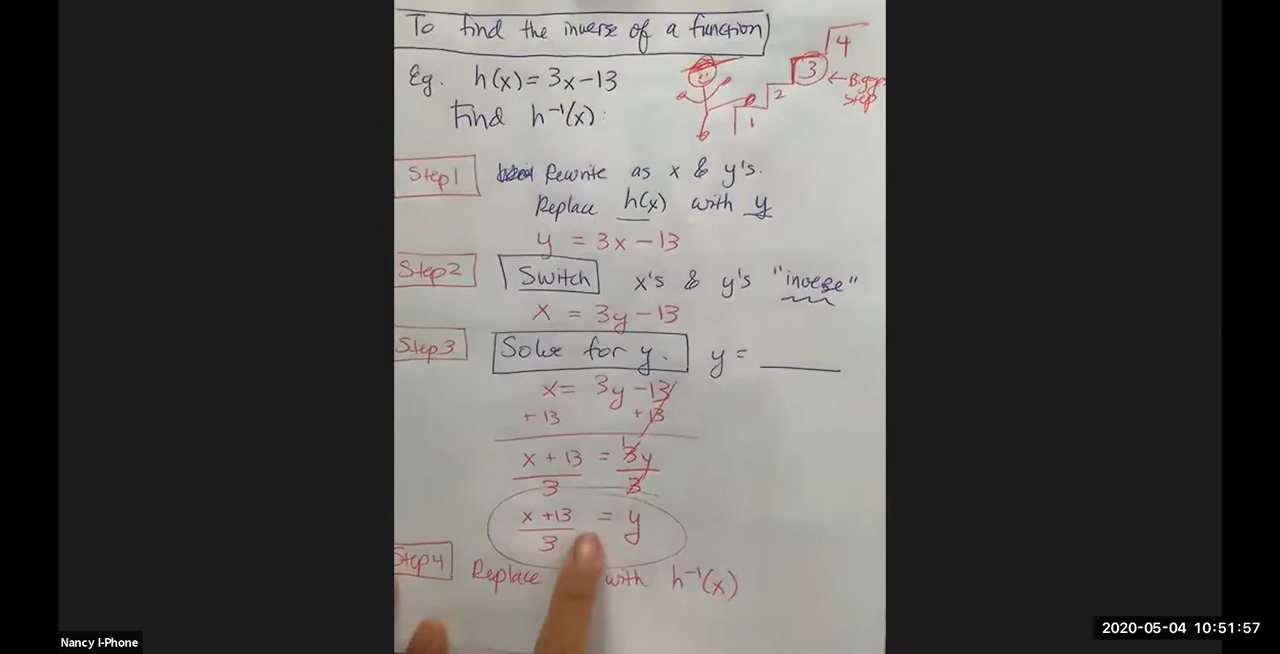 To find the inverse of a function
Eg. h(x) = 3x - 13
Find h⁻¹(x):
1
2
3
4
← Bigges
Step
Step 1
Rewrite as x & y's.
Replace h(x) with y
y = 3x - 13
Step 2
Switch x's & y's "inverse"
x = 3y - 13
Step 3
Solve for y. y = ____
x = 3y - 13
+ 13 + 13
x + 13 = 3y
3 3
1
x + 13 = y
3
Step 4
Replace with h⁻¹(x)
Nancy I-Phone
2020-05-04 10:51:57